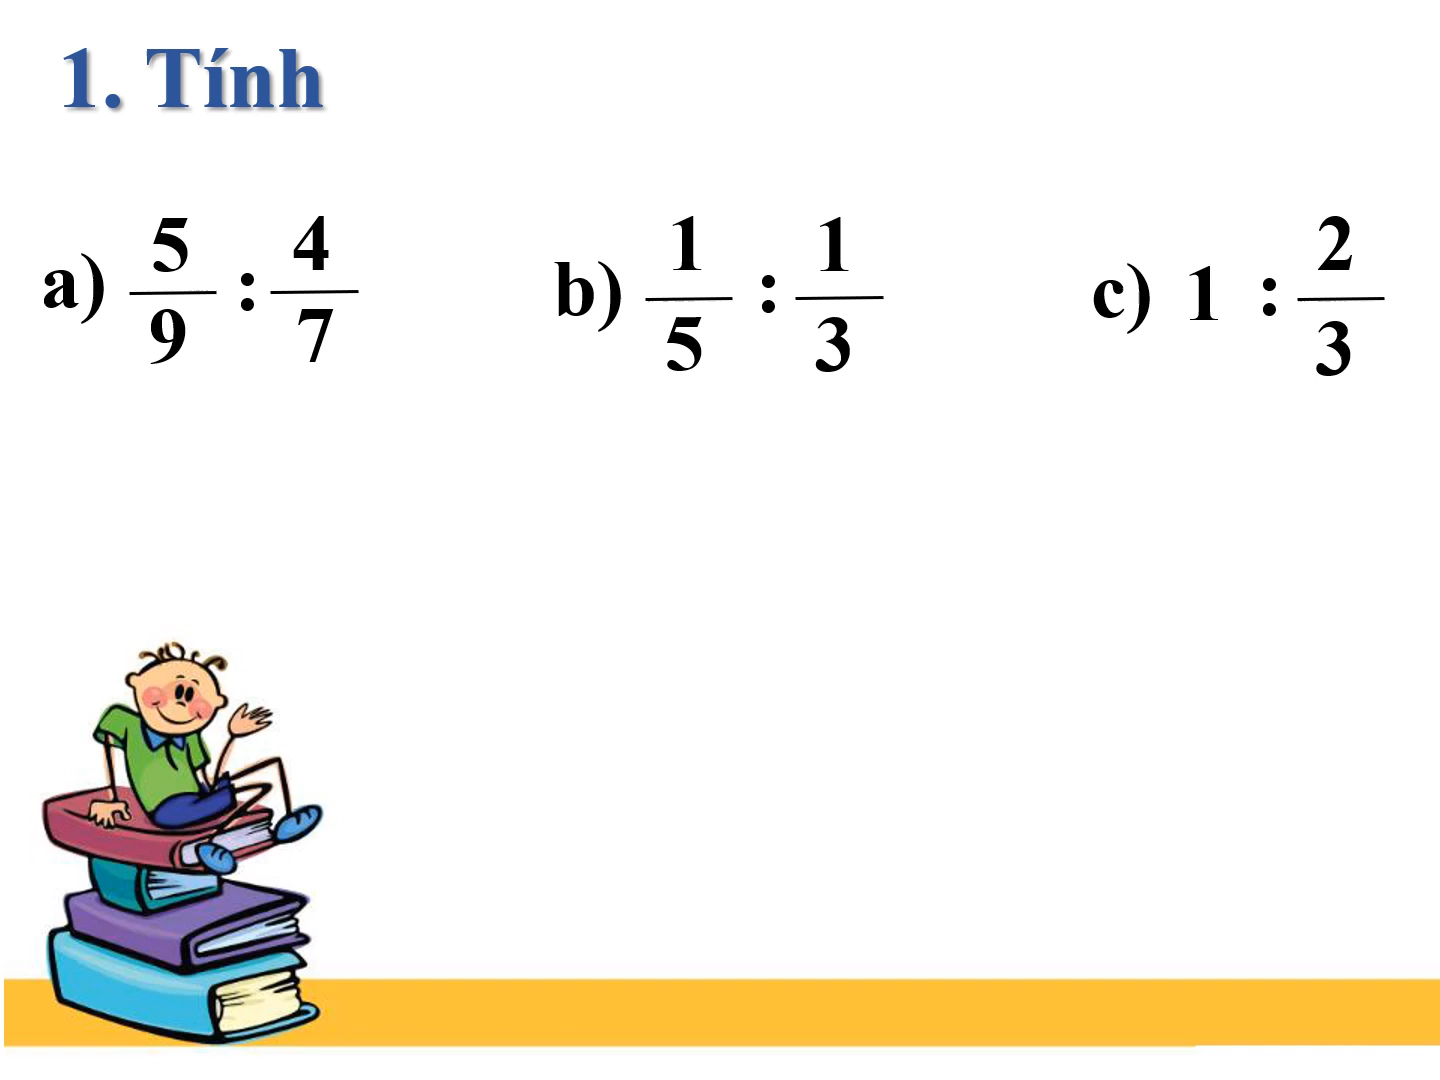 1. Tính
a) 5/9 : 4/7
b) 1/5 : 1/3
c) 1 : 2/3